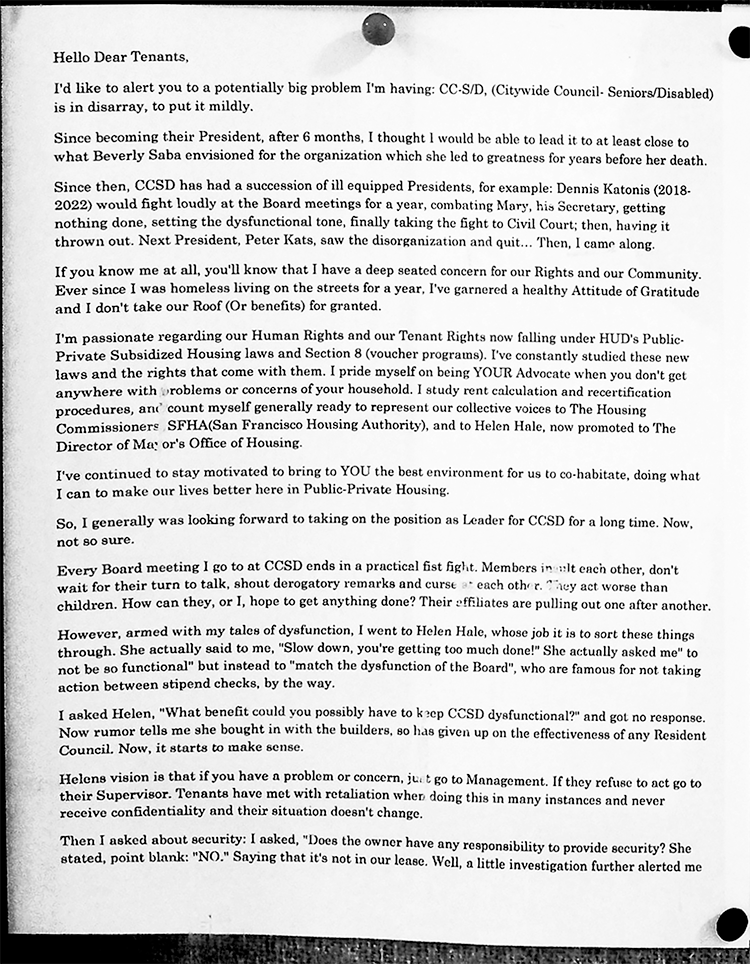 Hello Dear Tenants,
I'd like to alert you to a potentially big problem I'm having: CC-S/D, (Citywide Council- Seniors/Disabled)
is in disarray, to put it mildly.
Since becoming their President, after 6 months, I thought I would be able to lead it to at least close to
what Beverly Saba envisioned for the organization which she led to greatness for years before her death.
Since then, CCSD has had a succession of ill equipped Presidents, for example: Dennis Katonis (2018-
2022) would fight loudly at the Board meetings for a year, combating Mary, his Secretary, getting
nothing done, setting the dysfunctional tone, finally taking the fight to Civil Court; then, having it
thrown out. Next President, Peter Kats, saw the disorganization and quit... Then, I came along.
If you know me at all, you'll know that I have a deep seated concern for our Rights and our Community.
Ever since I was homeless living on the streets for a year, I've garnered a healthy Attitude of Gratitude
and I don't take our Roof (Or benefits) for granted.
I'm passionate regarding our Human Rights and our Tenant Rights now falling under HUD's Public-
Private Subsidized Housing laws and Section 8 (voucher programs). I've constantly studied these new
laws and the rights that come with them. I pride myself on being YOUR Advocate when you don't get
anywhere with problems or concerns of your household. I study rent calculation and recertification
procedures, and count myself generally ready to represent our collective voices to The Housing
Commissioners SFHA(San Francisco Housing Authority), and to Helen Hale, now promoted to The
Director of Mayor's Office of Housing.
I've continued to stay motivated to bring to YOU the best environment for us to co-habitate, doing what
I can to make our lives better here in Public-Private Housing.
So, I generally was looking forward to taking on the position as Leader for CCSD for a long time. Now,
not so sure.
Every Board meeting I go to at CCSD ends in a practical fist fight. Members insult each other, don't
wait for their turn to talk, shout derogatory remarks and curse at each other. They act worse than
children. How can they, or I, hope to get anything done? Their affiliates are pulling out one after another.
However, armed with my tales of dysfunction, I went to Helen Hale, whose job it is to sort these things
through. She actually said to me, "Slow down, you're getting too much done!" She actually asked me" to
not be so functional" but instead to "match the dysfunction of the Board", who are famous for not taking
action between stipend checks, by the way.
I asked Helen, "What benefit could you possibly have to keep CCSD dysfunctional?" and got no response.
Now rumor tells me she bought in with the builders, so has given up on the effectiveness of any Resident
Council. Now, it starts to make sense.
Helens vision is that if you have a problem or concern, just go to Management. If they refuse to act go to
their Supervisor. Tenants have met with retaliation when doing this in many instances and never
receive confidentiality and their situation doesn't change.
Then I asked about security: I asked, "Does the owner have any responsibility to provide security? She
stated, point blank: "NO." Saying that it's not in our lease. Well, a little investigation further alerted me